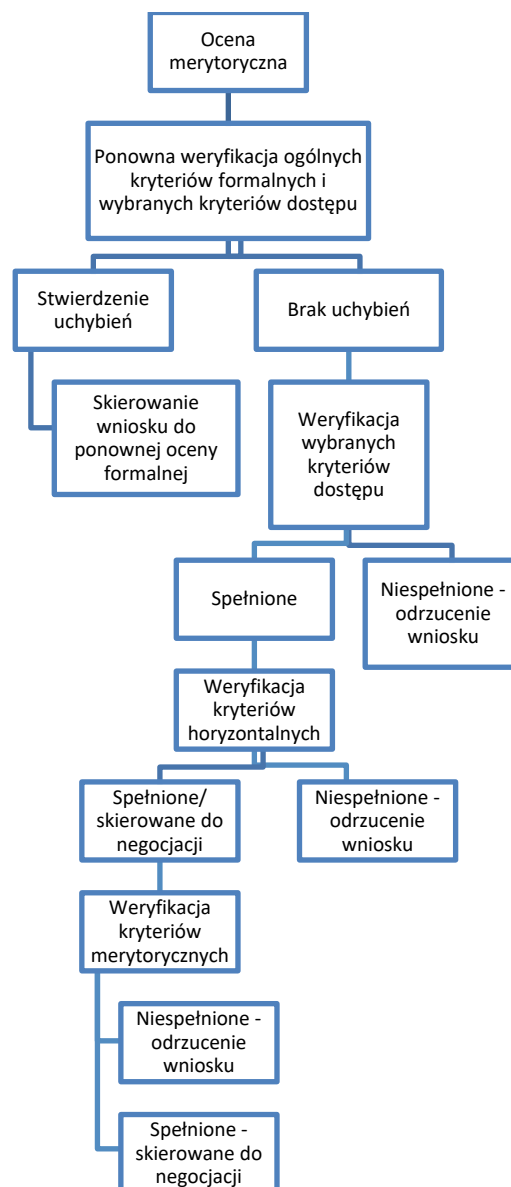 Ocena
merytoryczna
Ponowna weryfikacja ogólnych
kryteriów formalnych i
wybranych kryteriów dostępu
Stwierdzenie
uchybień
Brak uchybień
Skierowanie
wniosku do
ponownej oceny
formalnej
Weryfikacja
wybranych
kryteriów
dostępu
Spełnione
Niespełnione -
odrzucenie
wniosku
Weryfikacja
kryteriów
horyzontalnych
Spełnione/
skierowane do
negocjacji
Niespełnione -
odrzucenie
wniosku
Weryfikacja
kryteriów
merytorycznych
Niespełnione -
odrzucenie
wniosku
Spełnione -
skierowane do
negocjacji